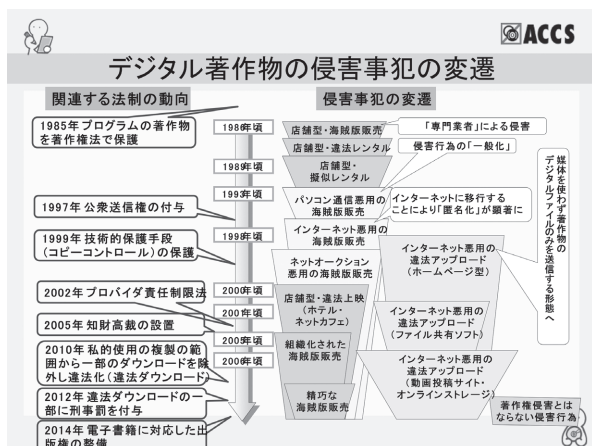 ACCS
デジタル著作物の侵害事犯の変遷
関連する法制の動向
侵害事犯の変遷
1985年 プログラムの著作物
を著作権法で保護
1997年 公衆送信権の付与
1999年 技術的保護手段
(コピーコントロール)の保護
2002年 プロバイダ責任制限法
2005年 知財高裁の設置
2010年 私的使用の複製の範
囲から一部のダウンロードを除
外し違法化(違法ダウンロード)
2012年 違法ダウンロードの一
部に刑事罰を付与
2014年 電子書籍に対応した出
版権の整備
1986年頃
1989年頃
1993年頃
1998年頃
2000年頃
2001年頃
2005年頃
2006年頃
店舗型・海賊版販売
店舗型・違法レンタル
店舗型・
擬似レンタル
パソコン通信悪用の
海賊版販売
インターネット悪用の
海賊版販売
ネットオークション
悪用の海賊版販売
店舗型・違法上映
(ホテル・
ネットカフェ)
組織化された
海賊版販売
精巧な
海賊版販売
「専門業者」による侵害
侵害行為の「一般化」
インターネットに移行する
ことにより「匿名化」が顕著に
媒体を使わず著作物の
デジタルファイルのみを送信する形態へ
インターネット悪用の
違法アップロード
(ホームページ型)
インターネット悪用の
違法アップロード
(ファイル共有ソフト)
インターネット悪用の
違法アップロード
(動画投稿サイト・
オンラインストレージ)
著作権侵害とは
ならない侵害行為